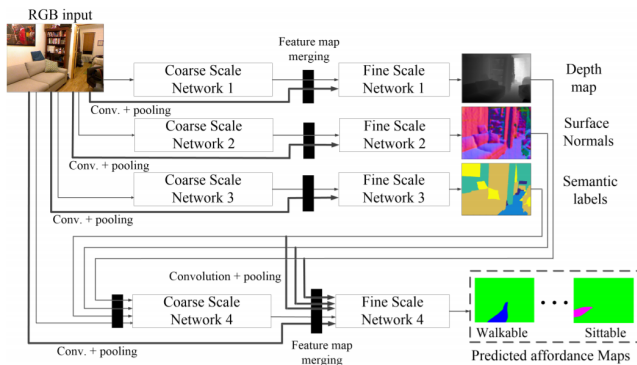 RGB input
Feature map
merging
Coarse Scale
Network 1
Fine Scale
Network 1
Depth
map
Conv. + pooling
Coarse Scale
Network 2
Fine Scale
Network 2
Surface
Normals
Conv. + pooling
Coarse Scale
Network 3
Fine Scale
Network 3
Semantic
labels
Conv. + pooling
Convolution + pooling
Coarse Scale
Network 4
Fine Scale
Network 4
Walkable
Sittable
Conv. + pooling
Feature map
merging
Predicted affordance Maps